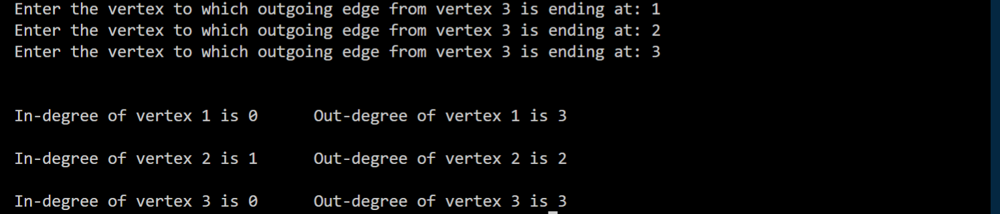 Enter the vertex to which outgoing edge from vertex 3 is ending at: 1
Enter the vertex to which outgoing edge from vertex 3 is ending at: 2
Enter the vertex to which outgoing edge from vertex 3 is ending at: 3
In-degree of vertex 1 is 0 Out-degree of vertex 1 is 3
In-degree of vertex 2 is 1 Out-degree of vertex 2 is 2
In-degree of vertex 3 is 0 Out-degree of vertex 3 is 3